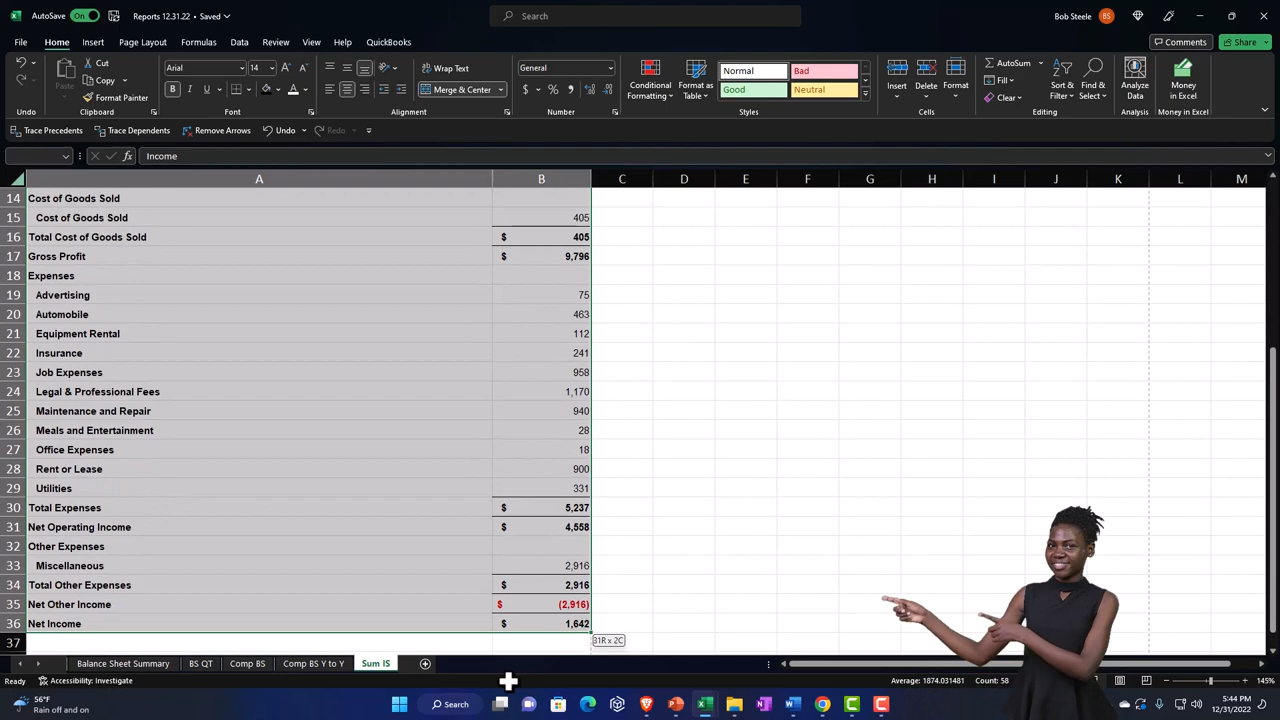 AutoSave On Reports 12.31.22 • Saved Search Bob Steele BS
File Home Insert Page Layout Formulas Data Review View Help QuickBooks Comments Share
Paste Cut Copy Format Painter Arial 14 B I U A Wrap Text Merge & Center General $ % , Conditional Formatting Format as Table Normal Bad Good Neutral Insert Delete Format AutoSum Fill Clear Sort & Filter Find & Select Analyze Data Money in Excel
Undo Clipboard Font Alignment Number Styles Cells Editing Analysis Money in Excel
Trace Precedents Trace Dependents Remove Arrows Undo Redo
fx Income
A B C D E F G H I J K L M
14 Cost of Goods Sold
15 Cost of Goods Sold 405
16 Total Cost of Goods Sold $ 405
17 Gross Profit $ 9,796
18 Expenses
19 Advertising 75
20 Automobile 463
21 Equipment Rental 112
22 Insurance 241
23 Job Expenses 958
24 Legal & Professional Fees 1,170
25 Maintenance and Repair 940
26 Meals and Entertainment 28
27 Office Expenses 18
28 Rent or Lease 900
29 Utilities 331
30 Total Expenses $ 5,237
31 Net Operating Income $ 4,558
32 Other Expenses
33 Miscellaneous 2,916
34 Total Other Expenses $ 2,916
35 Net Other Income $ (2,916)
36 Net Income $ 1,642
37 31R x 2C
Balance Sheet Summary BS QT Comp BS Comp BS Y to Y Sum IS
Ready Accessibility: Investigate Average: 1874.031481 Count: 58 145%
56°F Rain off and on Search 5:44 PM 12/31/2022